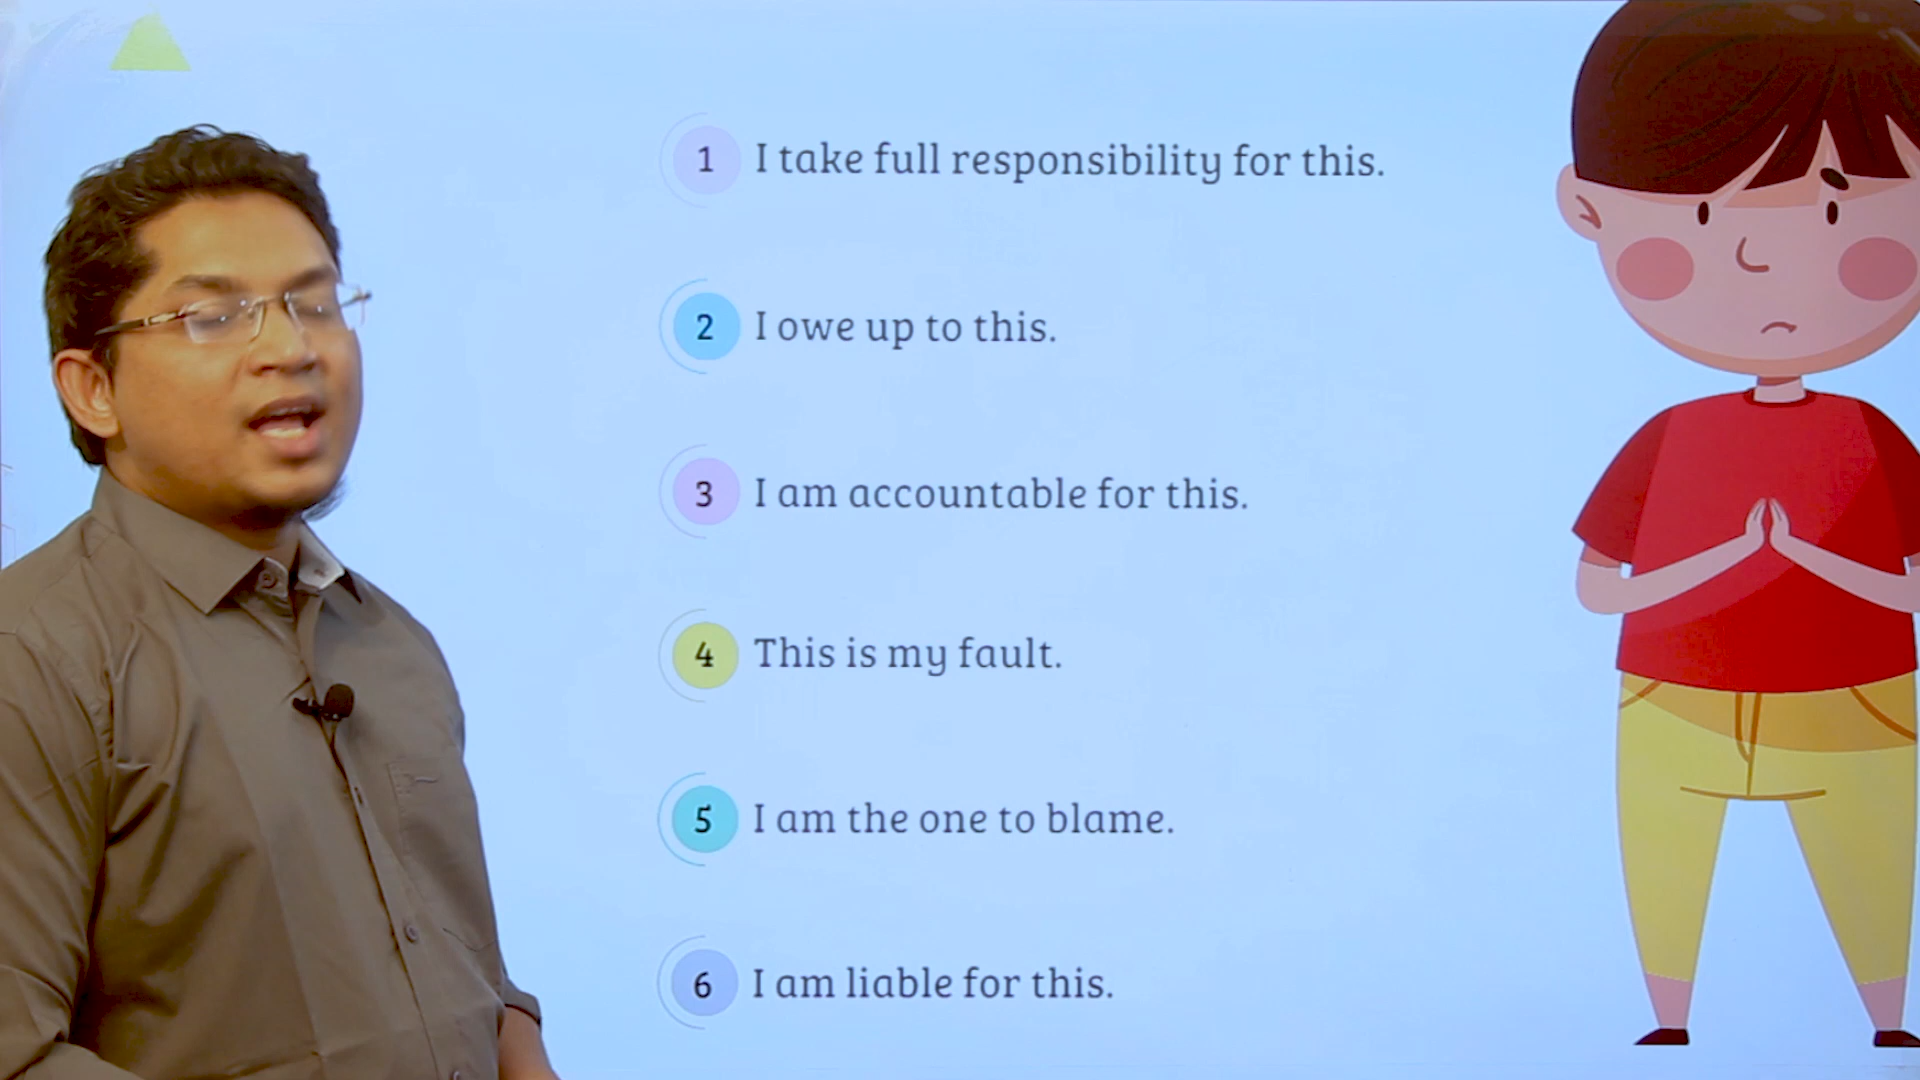 1 I take full responsibility for this.
2 I owe up to this.
3 I am accountable for this.
4 This is my fault.
5 I am the one to blame.
6 I am liable for this.